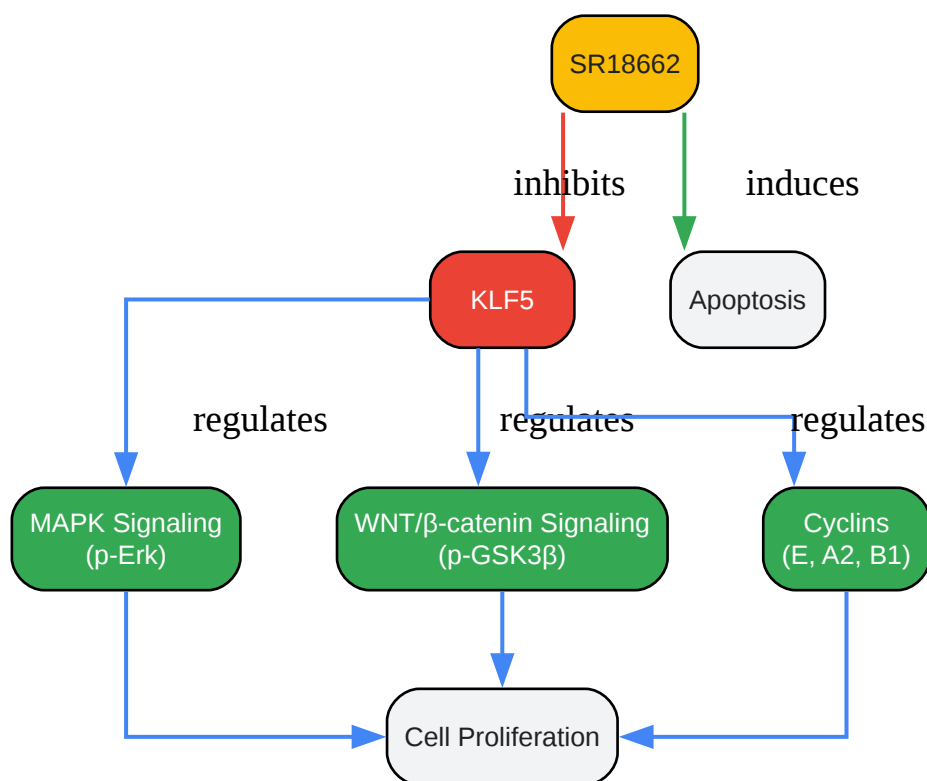 SR18662
inhibits
induces
KLF5
Apoptosis
regulates
regulates
regulates
MAPK Signaling
(p-Erk)
WNT/β-catenin Signaling
(p-GSK3β)
Cyclins
(E, A2, B1)
Cell Proliferation